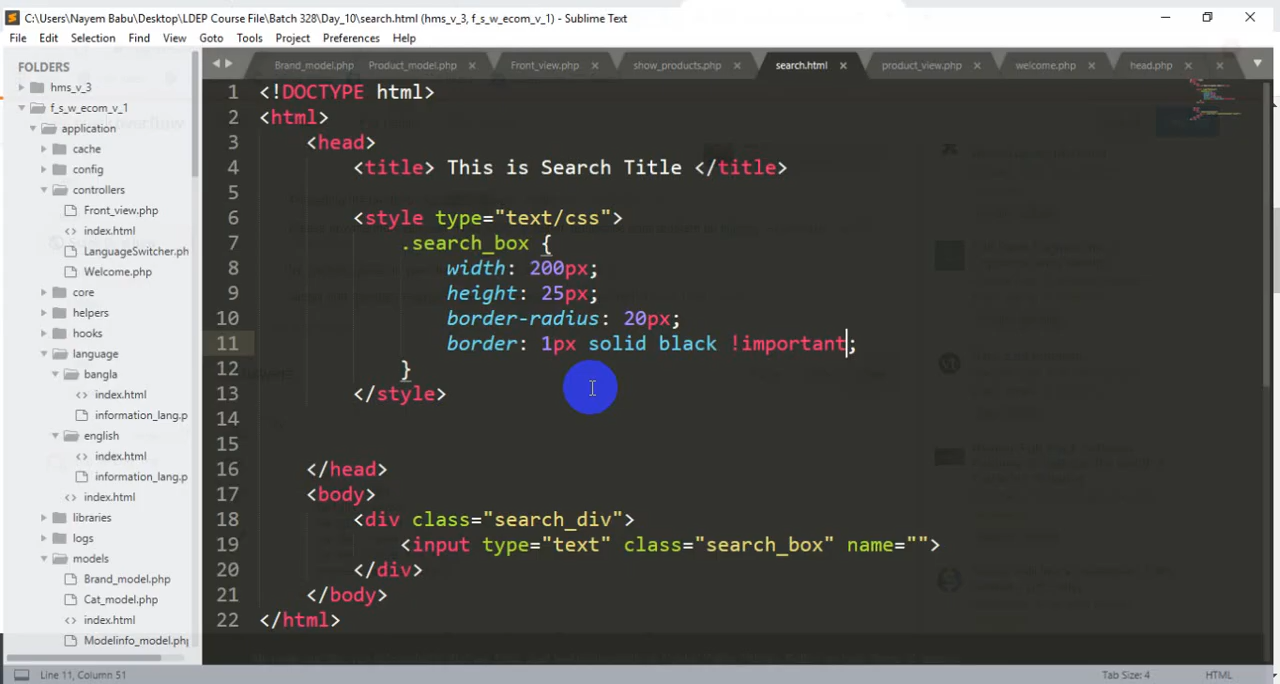 C:\Users\Nayem Babu\Desktop\LDEP Course File\Batch 328\Day_10\search.html (hms_v_3, f_s_w_ecom_v_1) - Sublime Text
File Edit Selection Find View Goto Tools Project Preferences Help
FOLDERS
hms_v_3
f_s_w_ecom_v_1
application
cache
config
controllers
Front_view.php
index.html
LanguageSwitcher.ph
Welcome.php
core
helpers
hooks
language
bangla
index.html
information_lang.p
english
index.html
information_lang.p
index.html
libraries
logs
models
Brand_model.php
Cat_model.php
index.html
Modelinfo_model.php
Brand_model.php Product_model.php Front_view.php show_products.php search.html product_view.php welcome.php head.php
1 <!DOCTYPE html>
2 <html>
3 <head>
4 <title> This is Search Title </title>
5
6 <style type="text/css">
7 .search_box {
8 width: 200px;
9 height: 25px;
10 border-radius: 20px;
11 border: 1px solid black !important;
12 }
13 </style>
14
15
16 </head>
17 <body>
18 <div class="search_div">
19 <input type="text" class="search_box" name="">
20 </div>
21 </body>
22 </html>
Line 11, Column 51
Tab Size: 4
HTML